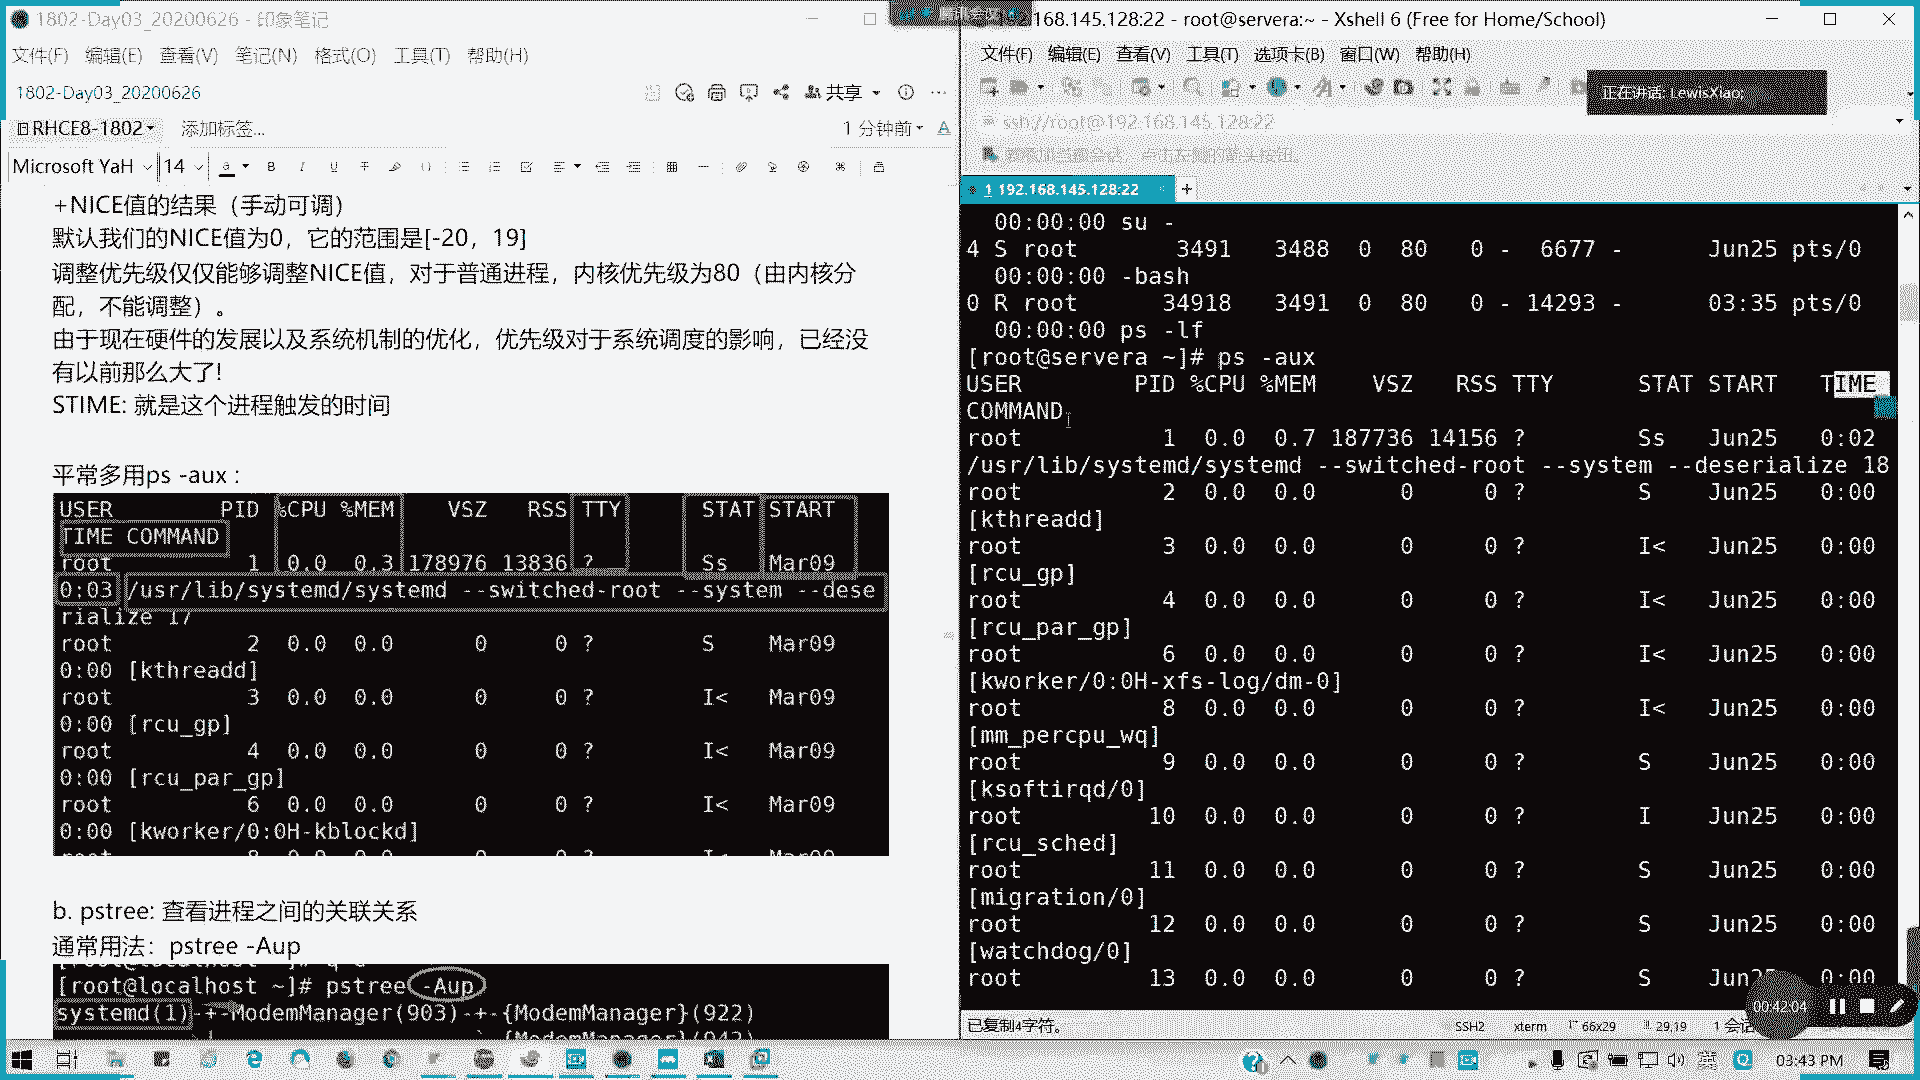 1802-Day03_20200626 - 印象笔记
文件(F) 编辑(E) 查看(V) 笔记(N) 格式(O) 工具(T) 帮助(H)
1802-Day03_20200626
共享
RHCE8-1802 添加标签...
1 分钟前
Microsoft YaH 14
+NICE值的结果（手动可调）
默认我们的NICE值为0，它的范围是[-20，19]
调整优先级仅仅能够调整NICE值，对于普通进程，内核优先级为80（由内核分
配，不能调整）。
由于现在硬件的发展以及系统机制的优化，优先级对于系统调度的影响，已经没
有以前那么大了!
STIME: 就是这个进程触发的时间
平常多用ps -aux :
USER PID %CPU %MEM VSZ RSS TTY STAT START
TIME COMMAND
root 1 0.0 0.3 178976 13836 ? Ss Mar09
0:03 /usr/lib/systemd/systemd --switched-root --system --dese
rialize 17
root 2 0.0 0.0 0 0 ? S Mar09
0:00 [kthreadd]
root 3 0.0 0.0 0 0 ? I< Mar09
0:00 [rcu_gp]
root 4 0.0 0.0 0 0 ? I< Mar09
0:00 [rcu_par_gp]
root 6 0.0 0.0 0 0 ? I< Mar09
0:00 [kworker/0:0H-kblockd]
b. pstree: 查看进程之间的关联关系
通常用法：pstree -Aup
[root@localhost ~]# pstree -Aup
systemd(1)-+-ModemManager(903)-+-{ModemManager}(922)
192.168.145.128:22 - root@servera:~ - Xshell 6 (Free for Home/School)
文件(F) 编辑(E) 查看(V) 工具(T) 选项卡(B) 窗口(W) 帮助(H)
正在讲话: LewisXiao;
ssh://root@192.168.145.128:22
1 192.168.145.128:22
00:00:00 su -
4 S root 3491 3488 0 80 0 - 6677 - Jun25 pts/0
00:00:00 -bash
0 R root 34918 3491 0 80 0 - 14293 - 03:35 pts/0
00:00:00 ps -lf
[root@servera ~]# ps -aux
USER PID %CPU %MEM VSZ RSS TTY STAT START TIME
COMMAND
root 1 0.0 0.7 187736 14156 ? Ss Jun25 0:02
/usr/lib/systemd/systemd --switched-root --system --deserialize 18
root 2 0.0 0.0 0 0 ? S Jun25 0:00
[kthreadd]
root 3 0.0 0.0 0 0 ? I< Jun25 0:00
[rcu_gp]
root 4 0.0 0.0 0 0 ? I< Jun25 0:00
[rcu_par_gp]
root 6 0.0 0.0 0 0 ? I< Jun25 0:00
[kworker/0:0H-xfs-log/dm-0]
root 8 0.0 0.0 0 0 ? I< Jun25 0:00
[mm_percpu_wq]
root 9 0.0 0.0 0 0 ? S Jun25 0:00
[ksoftirqd/0]
root 10 0.0 0.0 0 0 ? I Jun25 0:00
[rcu_sched]
root 11 0.0 0.0 0 0 ? S Jun25 0:00
[migration/0]
root 12 0.0 0.0 0 0 ? S Jun25 0:00
[watchdog/0]
root 13 0.0 0.0 0 0 ? S Jun25 0:00
00:42:04
已复制4字符。 SSH2 xterm 66x29 29,19 1 会话
03:43 PM